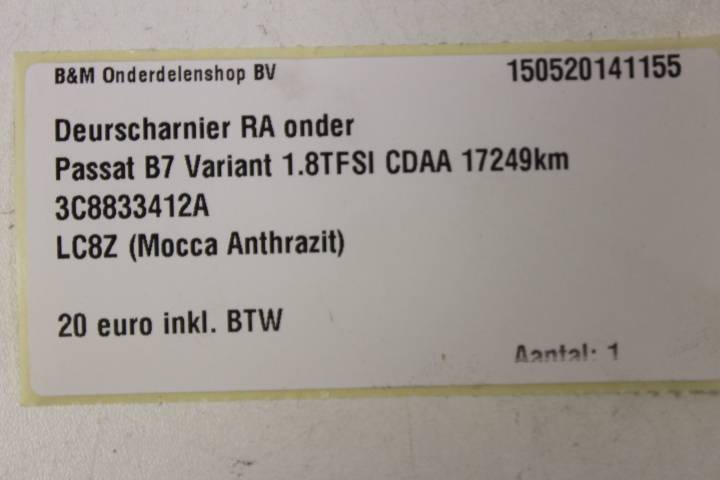 B&M Onderdelenshop BV 150520141155
Deurscharnier RA onder
Passat B7 Variant 1.8TFSI CDAA 17249km
3C8833412A
LC8Z (Mocca Anthrazit)
20 euro inkl. BTW
Aantal: 1